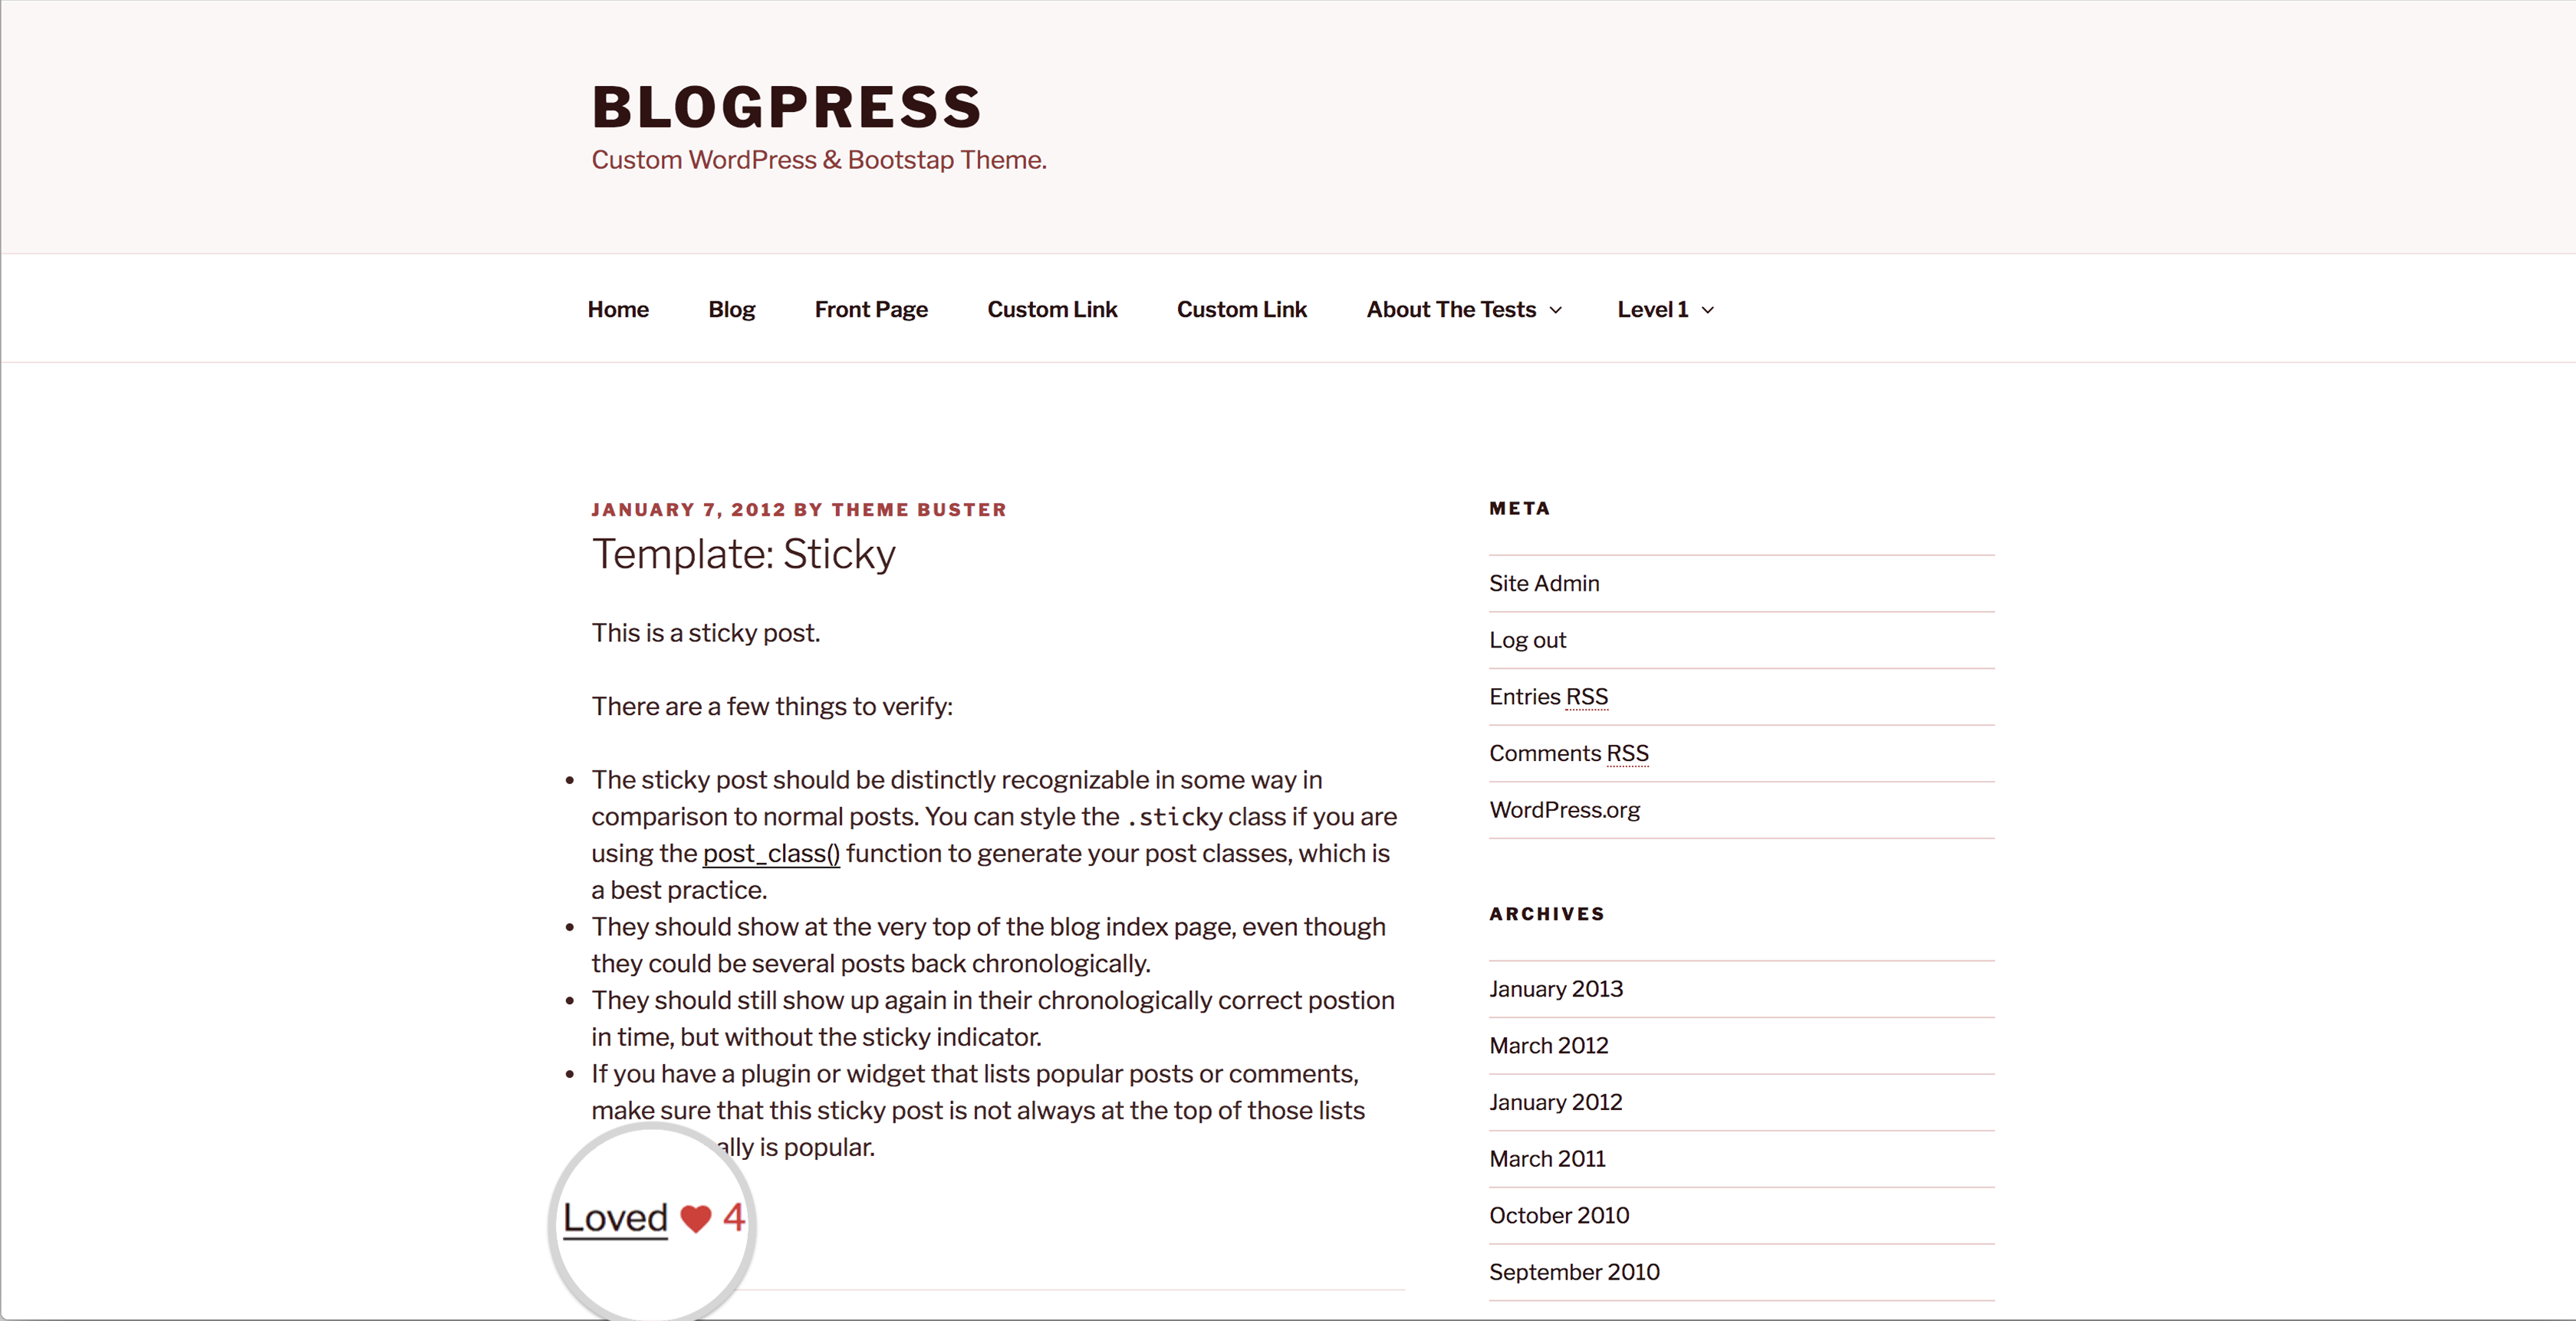 BLOGPRESS
Custom WordPress & Bootstap Theme.
Home Blog Front Page Custom Link Custom Link About The Tests Level 1
JANUARY 7, 2012 BY THEME BUSTER
Template: Sticky
This is a sticky post.
There are a few things to verify:
• The sticky post should be distinctly recognizable in some way in
comparison to normal posts. You can style the .sticky class if you are
using the post_class() function to generate your post classes, which is
a best practice.
• They should show at the very top of the blog index page, even though
they could be several posts back chronologically.
• They should still show up again in their chronologically correct postion
in time, but without the sticky indicator.
• If you have a plugin or widget that lists popular posts or comments,
make sure that this sticky post is not always at the top of those lists
ally is popular.
Loved ♥ 4
META
Site Admin
Log out
Entries RSS
Comments RSS
WordPress.org
ARCHIVES
January 2013
March 2012
January 2012
March 2011
October 2010
September 2010